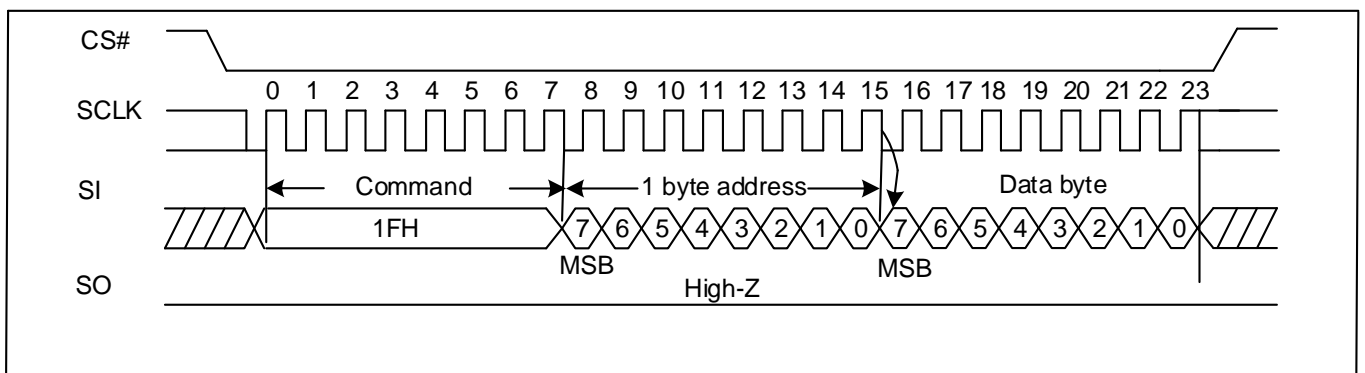 CS#
0 1 2 3 4 5 6 7 8 9 10 11 12 13 14 15 16 17 18 19 20 21 22 23
SCLK
SI
Command 1 byte address Data byte
1FH 7 6 5 4 3 2 1 0 7 6 5 4 3 2 1 0
MSB MSB
SO
High-Z